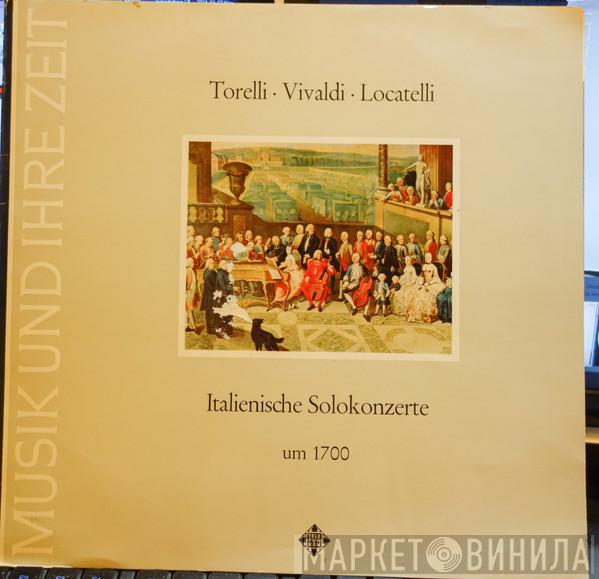 MUSIK UND IHRE ZEIT
Torelli · Vivaldi · Locatelli
Italienische Solokonzerte
um 1700
МАРКЕТ ВИНИЛА